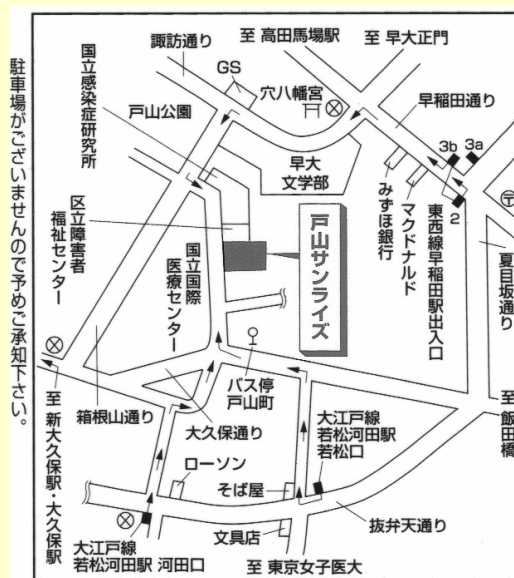 駐車場がございませんので予めご承知下さい。
諏訪通り
至 高田馬場駅
至 早大正門
国立感染症研究所
GS
穴八幡宮
早稲田通り
戸山公園
3b
3a
早大
文学部
みずほ銀行
マクドナルド
2
東西線早稲田駅出入口
〒
夏目坂通り
区立障害者
福祉センター
国立国際
医療センター
戸山サンライズ
バス停
戸山町
至 飯田橋
至 新大久保駅・大久保駅
箱根山通り
大久保通り
大江戸線
若松河田駅
若松口
ローソン
そば屋
抜弁天通り
文具店
大江戸線
若松河田駅 河田口
至 東京女子医大